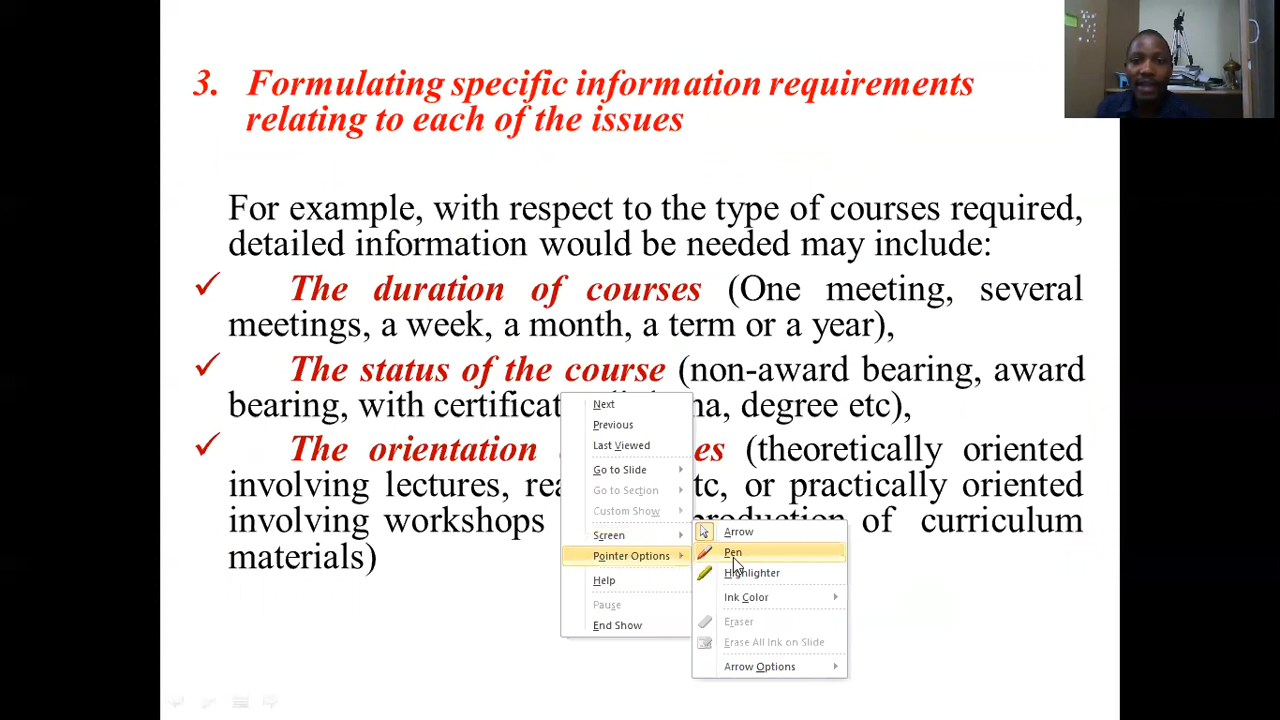 3. Formulating specific information requirements
relating to each of the issues
For example, with respect to the type of courses required,
detailed information would be needed may include:
✓ The duration of courses (One meeting, several
meetings, a week, a month, a term or a year),
✓ The status of the course (non-award bearing, award
bearing, with certificat ma, degree etc),
✓ The orientation es (theoretically oriented
involving lectures, rea tc, or practically oriented
involving workshops production of curriculum
materials)
Next
Previous
Last Viewed
Go to Slide
Go to Section
Custom Show
Screen
Pointer Options
Help
Pause
End Show
Arrow
Pen
Highlighter
Ink Color
Eraser
Erase All Ink on Slide
Arrow Options